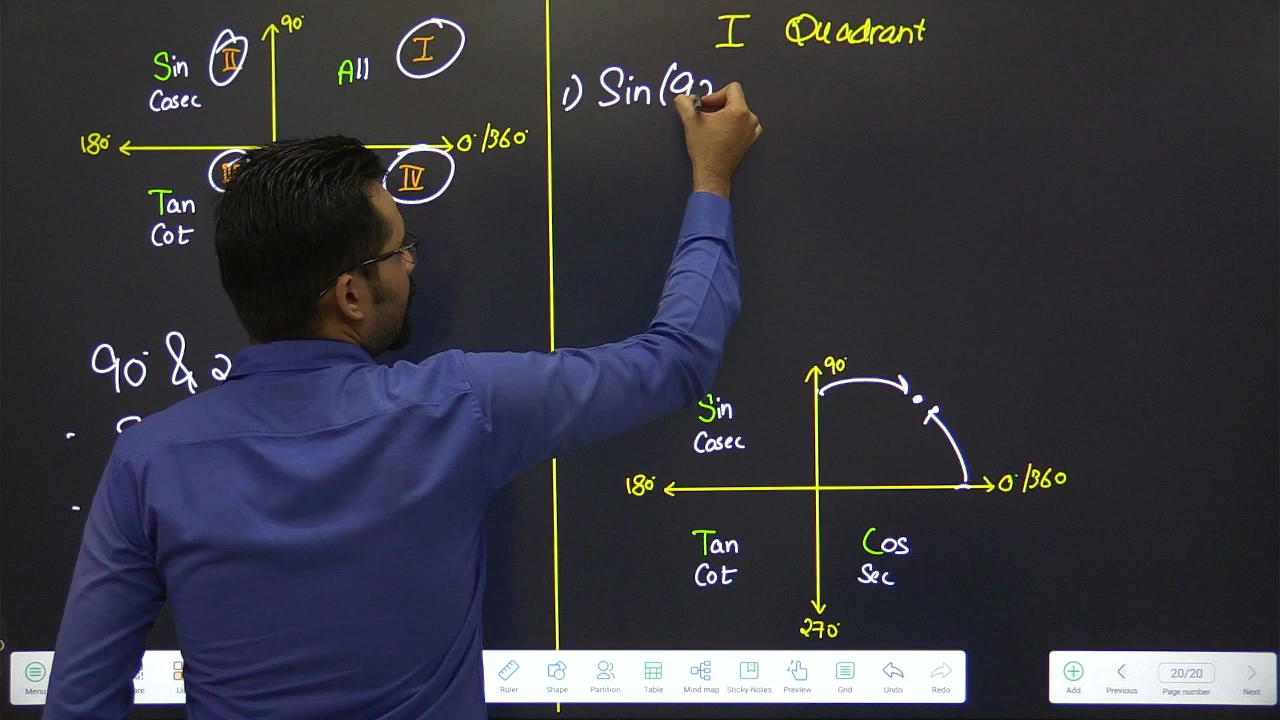 90°
Sin II
Cosec
All I
180° 0°/360°
IV
Tan
Cot
90° &
I Quadrant
1) Sin(9
90°
Sin
Cosec
180° 0°/360
Tan
Cot
Cos
Sec
270°
Menu
Ruler
Shape
Partition
Table
Mind map
Sticky-Notes
Preview
Grid
Undo
Redo
Add
Previous
20/20
Page number
Next